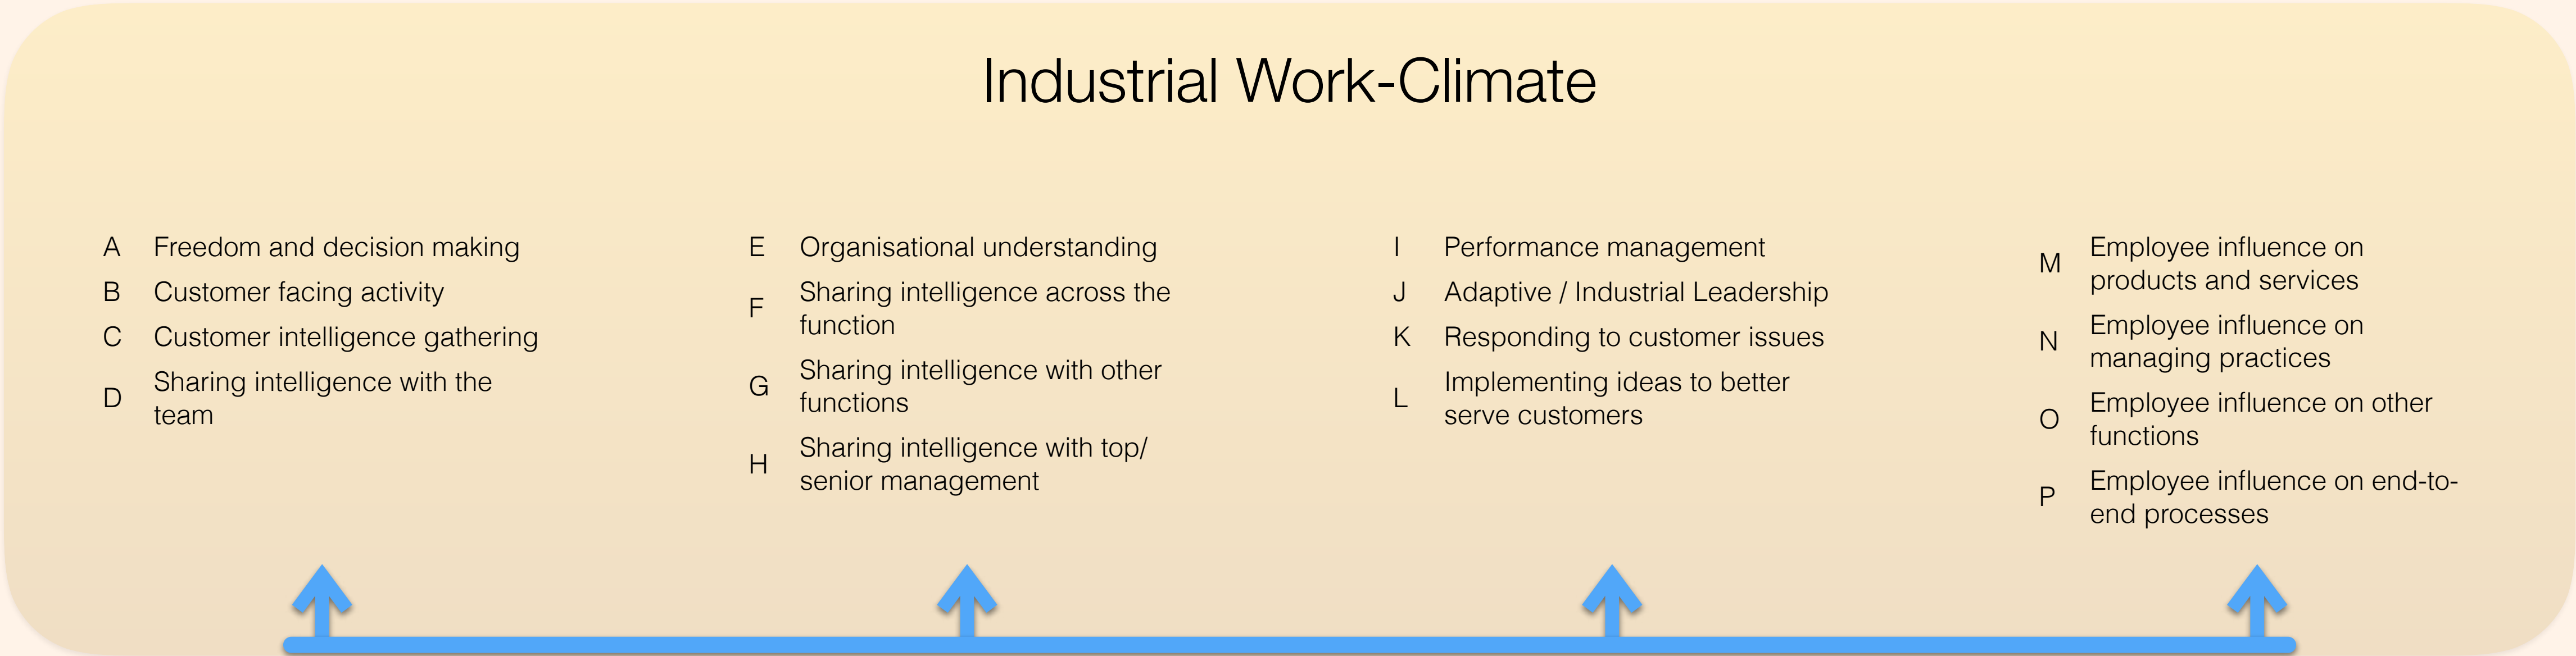 Industrial Work-Climate
A Freedom and decision making
B Customer facing activity
C Customer intelligence gathering
D Sharing intelligence with the
team
E Organisational understanding
F Sharing intelligence across the
function
G Sharing intelligence with other
functions
H Sharing intelligence with top/
senior management
I Performance management
J Adaptive / Industrial Leadership
K Responding to customer issues
L Implementing ideas to better
serve customers
M Employee influence on
products and services
N Employee influence on
managing practices
O Employee influence on other
functions
P Employee influence on end-to-
end processes